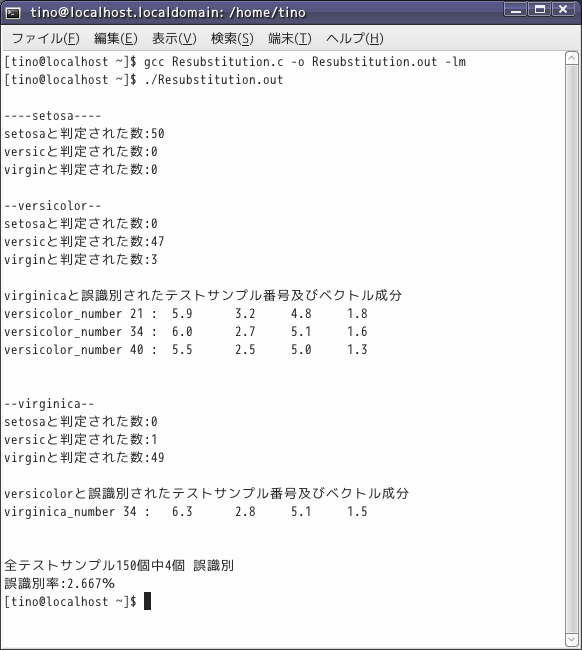 tino@localhost.localdomain: /home/tino
ファイル(F) 編集(E) 表示(V) 検索(S) 端末(T) ヘルプ(H)
[tino@localhost ~]$ gcc Resubstitution.c -o Resubstitution.out -lm
[tino@localhost ~]$ ./Resubstitution.out
----setosa----
setosaと判定された数:50
versicと判定された数:0
virginと判定された数:0
--versicolor--
setosaと判定された数:0
versicと判定された数:47
virginと判定された数:3
virginicaと誤識別されたテストサンプル番号及びベクトル成分
versicolor_number 21 : 5.9 3.2 4.8 1.8
versicolor_number 34 : 6.0 2.7 5.1 1.6
versicolor_number 40 : 5.5 2.5 5.0 1.3
--virginica--
setosaと判定された数:0
versicと判定された数:1
virginと判定された数:49
versicolorと誤識別されたテストサンプル番号及びベクトル成分
virginica_number 34 : 6.3 2.8 5.1 1.5
全テストサンプル150個中4個 誤識別
誤識別率:2.667%
[tino@localhost ~]$